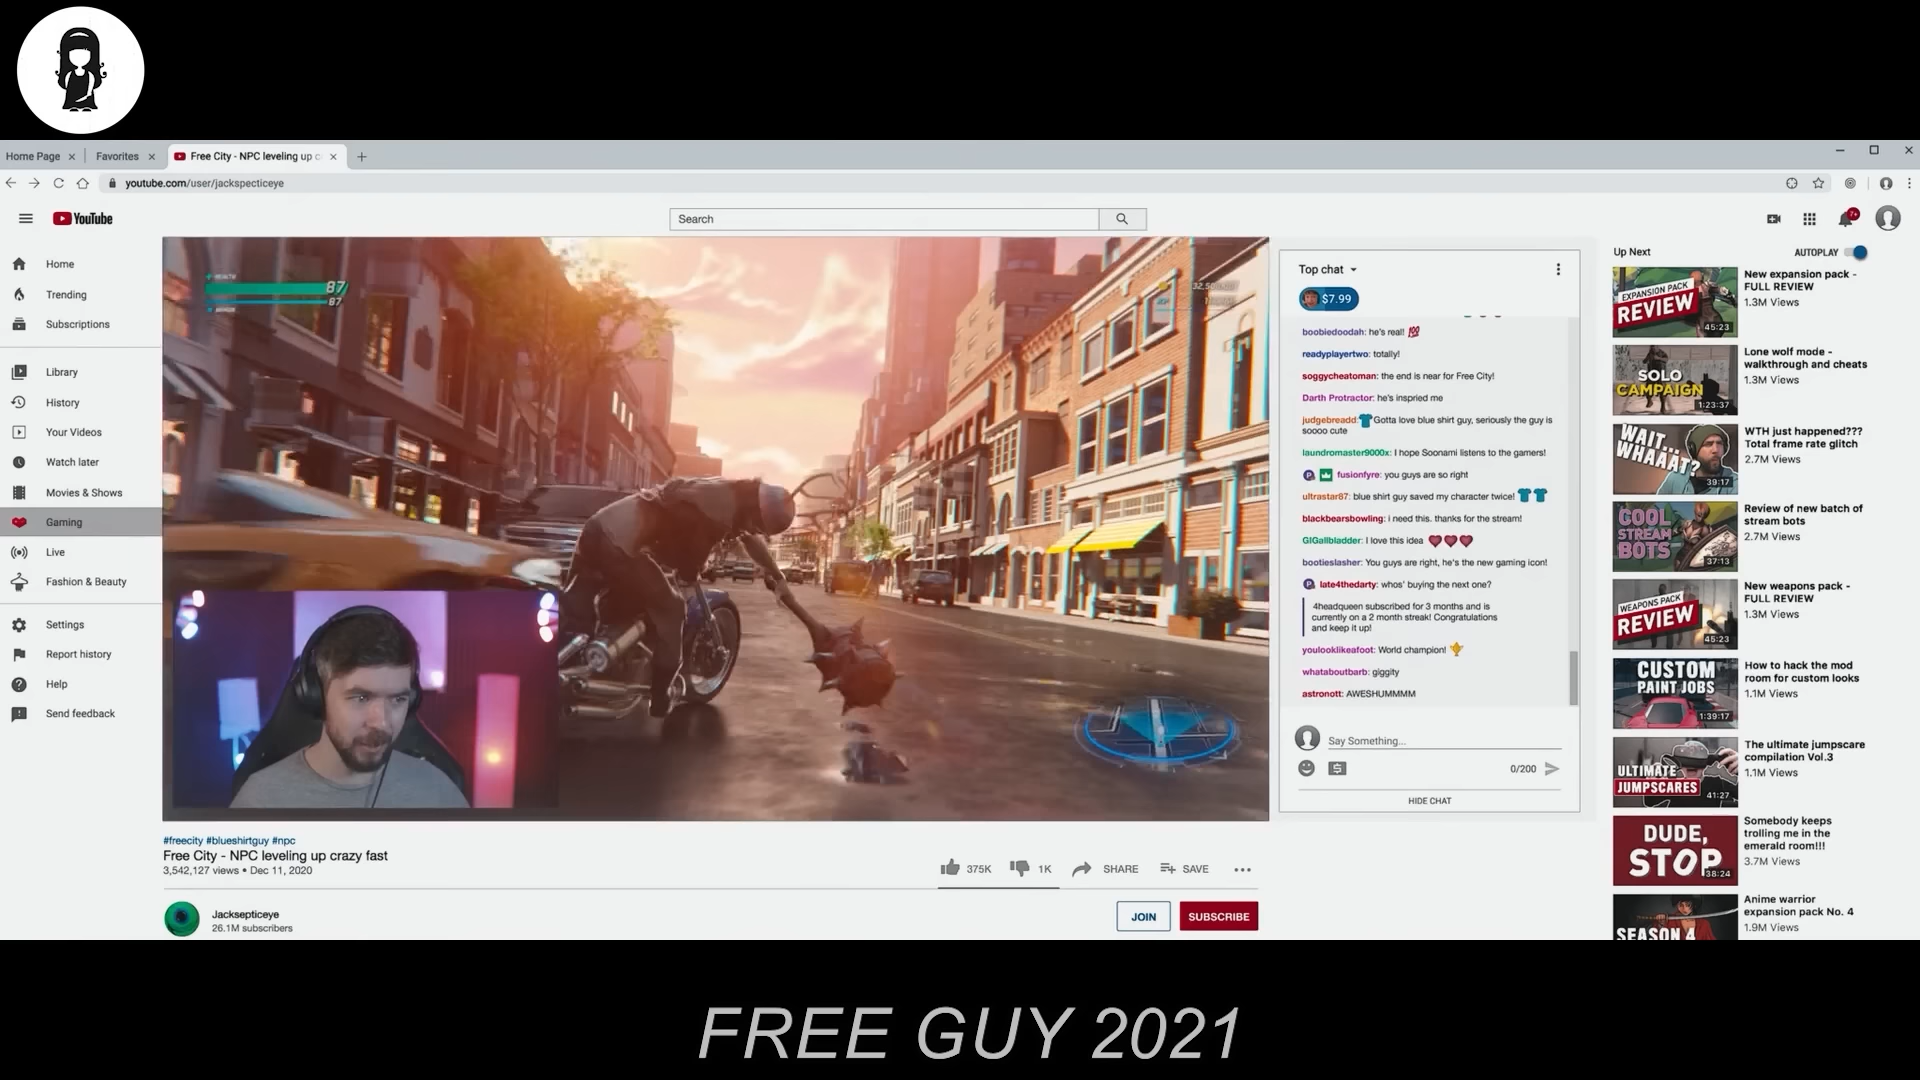 Home Page
Favorites
Free City - NPC leveling up c
youtube.com/user/jackspecticeye
YouTube
Search
7+
Home
Trending
Subscriptions
Library
History
Your Videos
Watch later
Movies & Shows
Gaming
Live
Fashion & Beauty
Settings
Report history
Help
Send feedback
87
87
Top chat
$7.99
boobiedoodah: he's real! 💯
readyplayertwo: totally!
soggycheatoman: the end is near for Free City!
Darth Protractor: he's inspried me
judgebreadd: Gotta love blue shirt guy, seriously the guy is
soooo cute
laundromaster9000x: I hope Soonami listens to the gamers!
fusionfyre: you guys are so right
ultrastar87: blue shirt guy saved my character twice!
blackbearsbowling: i need this. thanks for the stream!
GIGallbladder: I love this idea
bootieslasher: You guys are right, he's the new gaming icon!
late4thedarty: whos' buying the next one?
4headqueen subscribed for 3 months and is
currently on a 2 month streak! Congratulations
and keep it up!
youlooklikeafoot: World champion!
whataboutbarb: giggity
astronott: AWESHUMMMM
Say Something...
0/200
HIDE CHAT
Up Next
AUTOPLAY
EXPANSION PACK
REVIEW
45:23
New expansion pack -
FULL REVIEW
1.3M Views
SOLO
CAMPAIGN
1:23:37
Lone wolf mode -
walkthrough and cheats
1.3M Views
WAIT...
WHAAAT?
39:17
WTH just happened???
Total frame rate glitch
2.7M Views
COOL
STREAM
BOTS
37:13
Review of new batch of
stream bots
2.7M Views
WEAPONS PACK
REVIEW
45:23
New weapons pack -
FULL REVIEW
1.3M Views
CUSTOM
PAINT JOBS
1:39:17
How to hack the mod
room for custom looks
1.1M Views
ULTIMATE
JUMPSCARES
41:27
The ultimate jumpscare
compilation Vol.3
1.1M Views
DUDE,
STOP
38:24
Somebody keeps
trolling me in the
emerald room!!!
3.7M Views
SEASON 4
Anime warrior
expansion pack No. 4
1.9M Views
#freecity #blueshirtguy #npc
Free City - NPC leveling up crazy fast
3,542,127 views • Dec 11, 2020
375K
1K
SHARE
SAVE
Jacksepticeye
26.1M subscribers
JOIN
SUBSCRIBE
FREE GUY 2021